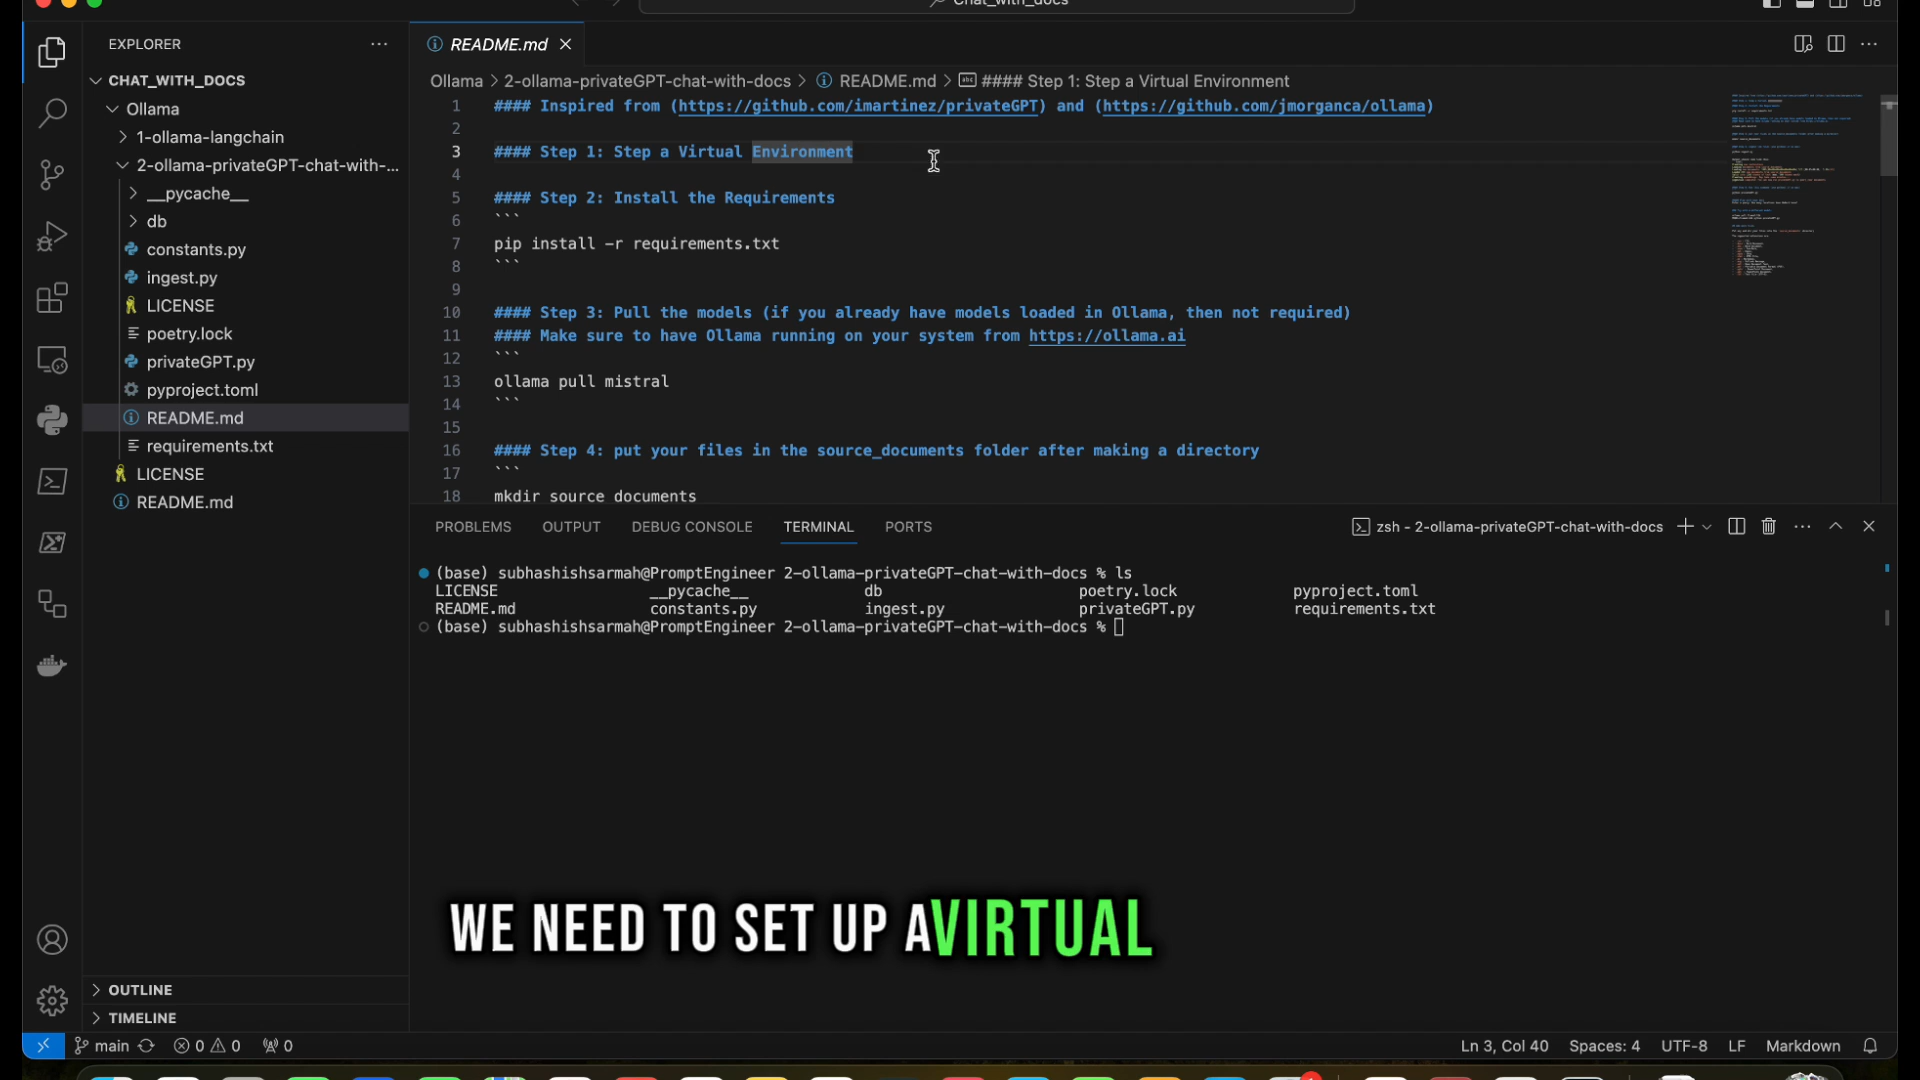 Chat_with_docs
EXPLORER
CHAT_WITH_DOCS
Ollama
1-ollama-langchain
2-ollama-privateGPT-chat-with-...
__pycache__
db
constants.py
ingest.py
LICENSE
poetry.lock
privateGPT.py
pyproject.toml
README.md
requirements.txt
LICENSE
README.md
OUTLINE
TIMELINE
README.md
Ollama > 2-ollama-privateGPT-chat-with-docs > README.md > #### Step 1: Step a Virtual Environment
1 #### Inspired from (https://github.com/imartinez/privateGPT) and (https://github.com/jmorganca/ollama)
2
3 #### Step 1: Step a Virtual Environment
4
5 #### Step 2: Install the Requirements
6 ```
7 pip install -r requirements.txt
8 ```
9
10 #### Step 3: Pull the models (if you already have models loaded in Ollama, then not required)
11 #### Make sure to have Ollama running on your system from https://ollama.ai
12 ```
13 ollama pull mistral
14 ```
15
16 #### Step 4: put your files in the source_documents folder after making a directory
17 ```
18 mkdir source documents
PROBLEMS OUTPUT DEBUG CONSOLE TERMINAL PORTS zsh - 2-ollama-privateGPT-chat-with-docs
(base) subhashishsarmah@PromptEngineer 2-ollama-privateGPT-chat-with-docs % ls
LICENSE __pycache__ db poetry.lock pyproject.toml
README.md constants.py ingest.py privateGPT.py requirements.txt
(base) subhashishsarmah@PromptEngineer 2-ollama-privateGPT-chat-with-docs %
WE NEED TO SET UP A VIRTUAL
main 0 0 0 Ln 3, Col 40 Spaces: 4 UTF-8 LF Markdown